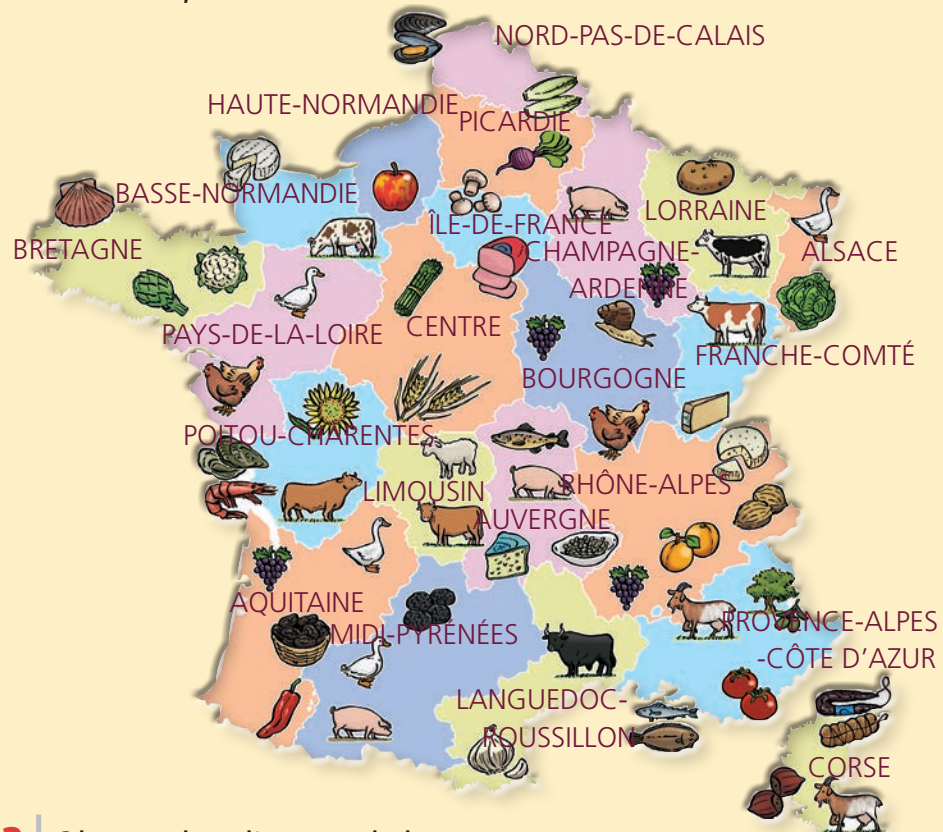 NORD-PAS-DE-CALAIS
HAUTE-NORMANDIE
PICARDIE
BASSE-NORMANDIE
ÎLE-DE-FRANCE
LORRAINE
BRETAGNE
CHAMPAGNE-
ARDENNE
ALSACE
PAYS-DE-LA-LOIRE
CENTRE
FRANCHE-COMTÉ
BOURGOGNE
POITOU-CHARENTES
LIMOUSIN
RHÔNE-ALPES
AUVERGNE
AQUITAINE
MIDI-PYRÉNÉES
PROVENCE-ALPES
-CÔTE D'AZUR
LANGUEDOC-
ROUSSILLON
CORSE